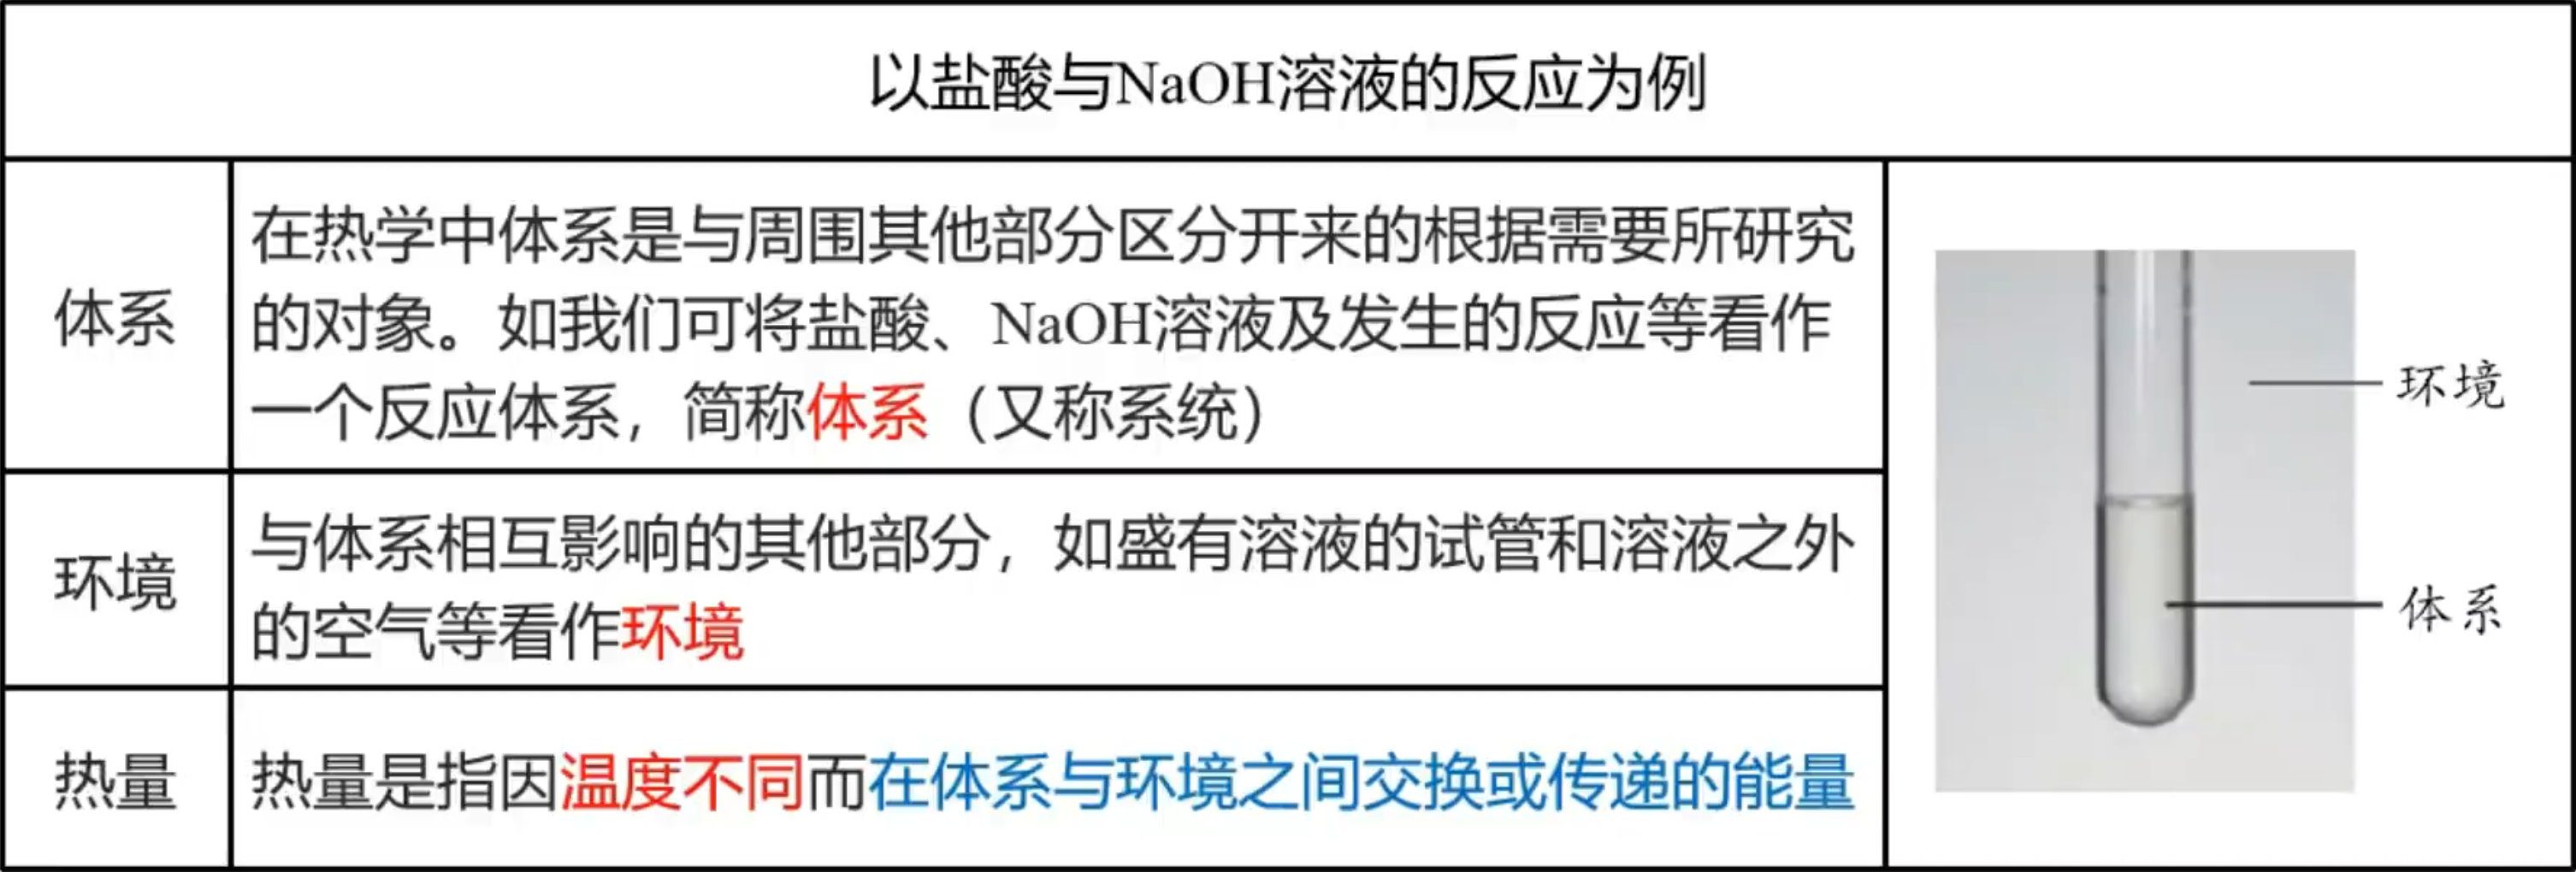 以盐酸与NaOH溶液的反应为例
体系
在热学中体系是与周围其他部分区分开来的根据需要所研究
的对象。如我们可将盐酸、NaOH溶液及发生的反应等看作
一个反应体系，简称体系（又称系统）
环境
与体系相互影响的其他部分，如盛有溶液的试管和溶液之外
的空气等看作环境
热量
热量是指因温度不同而在体系与环境之间交换或传递的能量
环境
体系